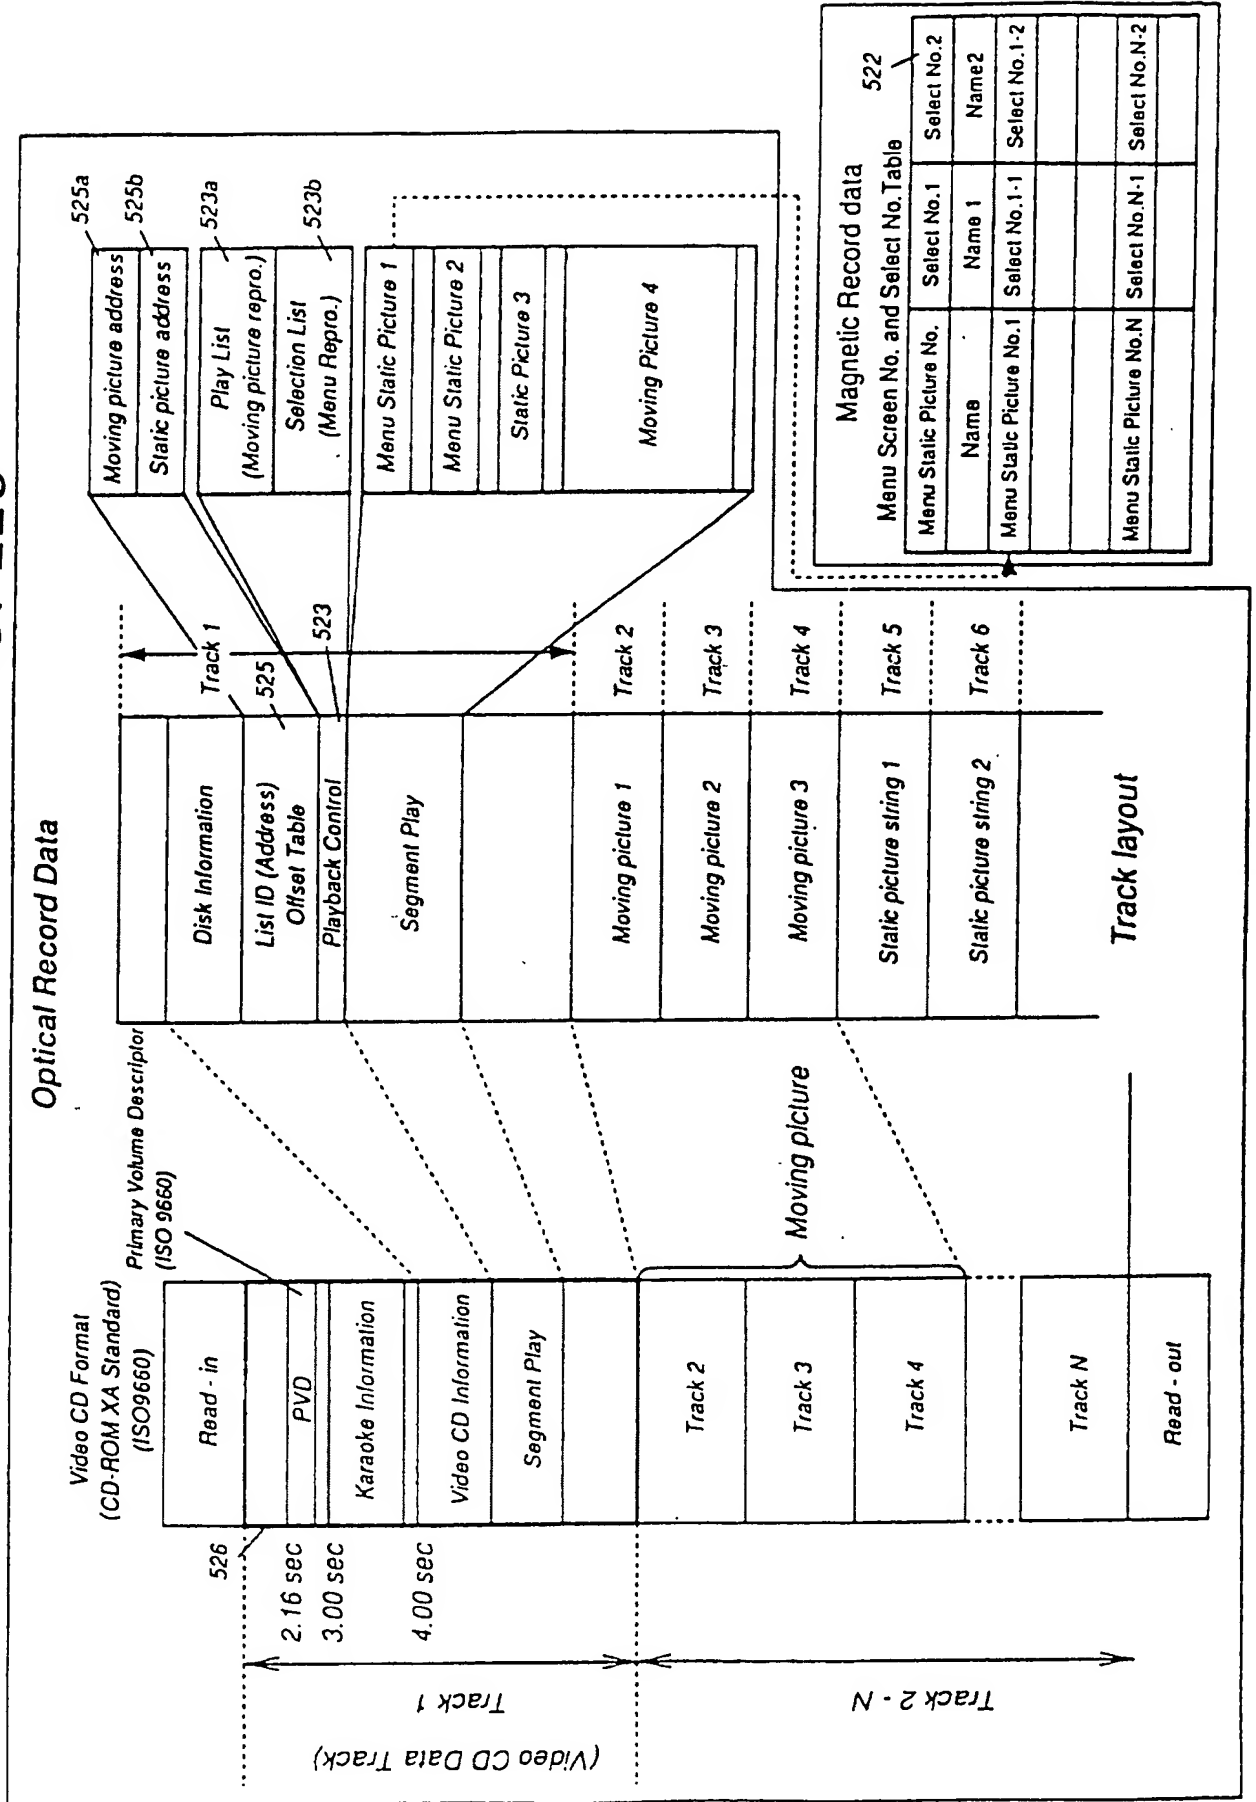 Optical Record Data
Video CD Format
(CD-ROM XA Standard)
(ISO9660)
Primary Volume Descriptor
(ISO 9660)
Read - in
PVD
Karaoke Information
Video CD Information
Segment Play
Track 2
Track 3
Track 4
Track N
Read - out
526
2.16 sec
3.00 sec
4.00 sec
Track 1
(Video CD Data Track)
Track 2 - N
Moving picture
Disk Information
List ID (Address)
Offset Table
Playback Control
Segment Play
Moving picture 1
Moving picture 2
Moving picture 3
Static picture string 1
Static picture string 2
Track layout
Track 1
525
523
Track 2
Track 3
Track 4
Track 5
Track 6
Moving picture address
Static picture address
Play List
(Moving picture repro.)
Selection List
(Menu Repro.)
Menu Static Picture 1
Menu Static Picture 2
Static Picture 3
Moving Picture 4
525a
525b
523a
523b
Magnetic Record data
Menu Screen No. and Select No.Table
522
Menu Static Picture No. Select No.1 Select No.2
Name Name 1 Name2
Menu Static Picture No.1 Select No.1-1 Select No.1-2
Menu Static Picture No.N Select No.N-1 Select No.N-2